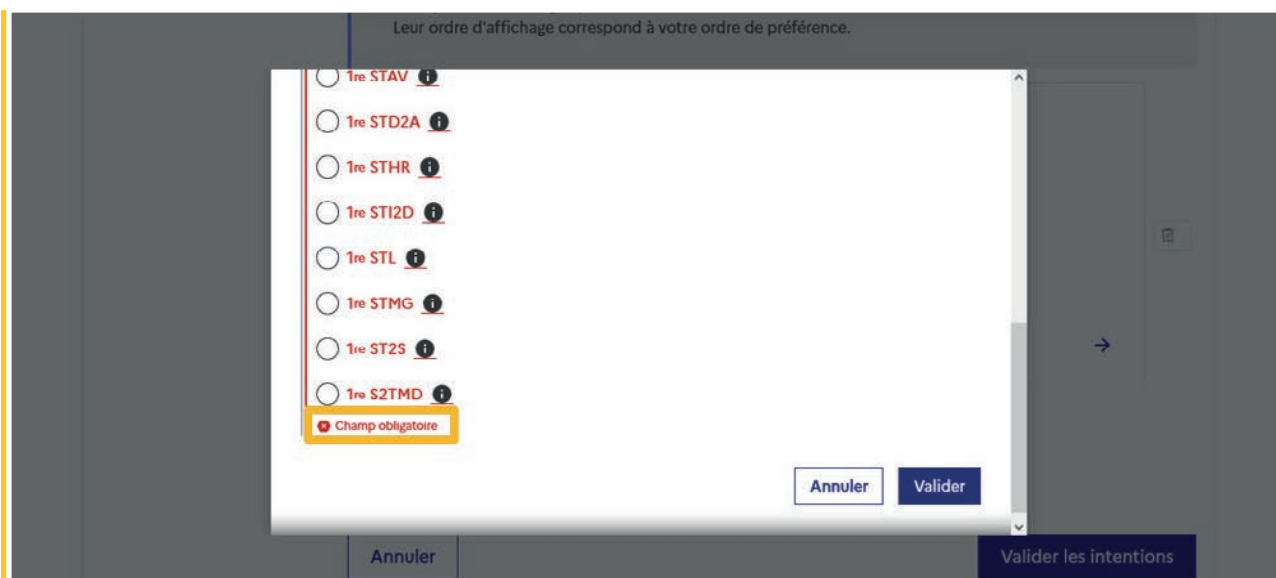 Leur ordre d'affichage correspond à votre ordre de préférence.
1re STAV
1re STD2A
1re STHR
1re STI2D
1re STL
1re STMG
1re ST2S
1re S2TMD
Champ obligatoire
Annuler Valider
Annuler Valider les intentions